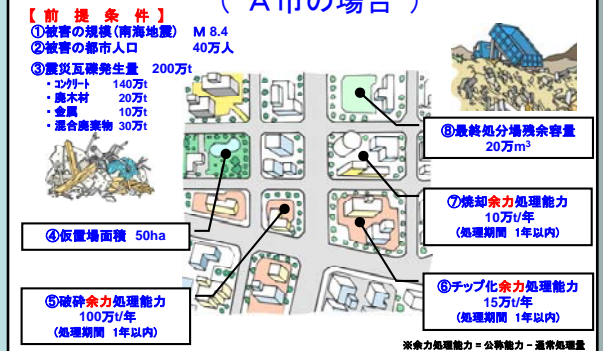 ( A市の場合 )
【 前 提 条 件 】
①被害の規模(南海地震) M 8.4
②被害の都市人口 40万人
③震災瓦礫発生量 200万t
・コンクリート 140万t
・廃木材 20万t
・金属 10万t
・混合廃棄物 30万t
⑧最終処分場残余容量
20万m³
⑦焼却余力処理能力
10万t/年
(処理期間 1年以内)
④仮置場面積 50ha
⑥チップ化余力処理能力
15万t/年
(処理期間 1年以内)
⑤破砕余力処理能力
100万t/年
(処理期間 1年以内)
※余力処理能力 = 公称能力 − 通常処理量